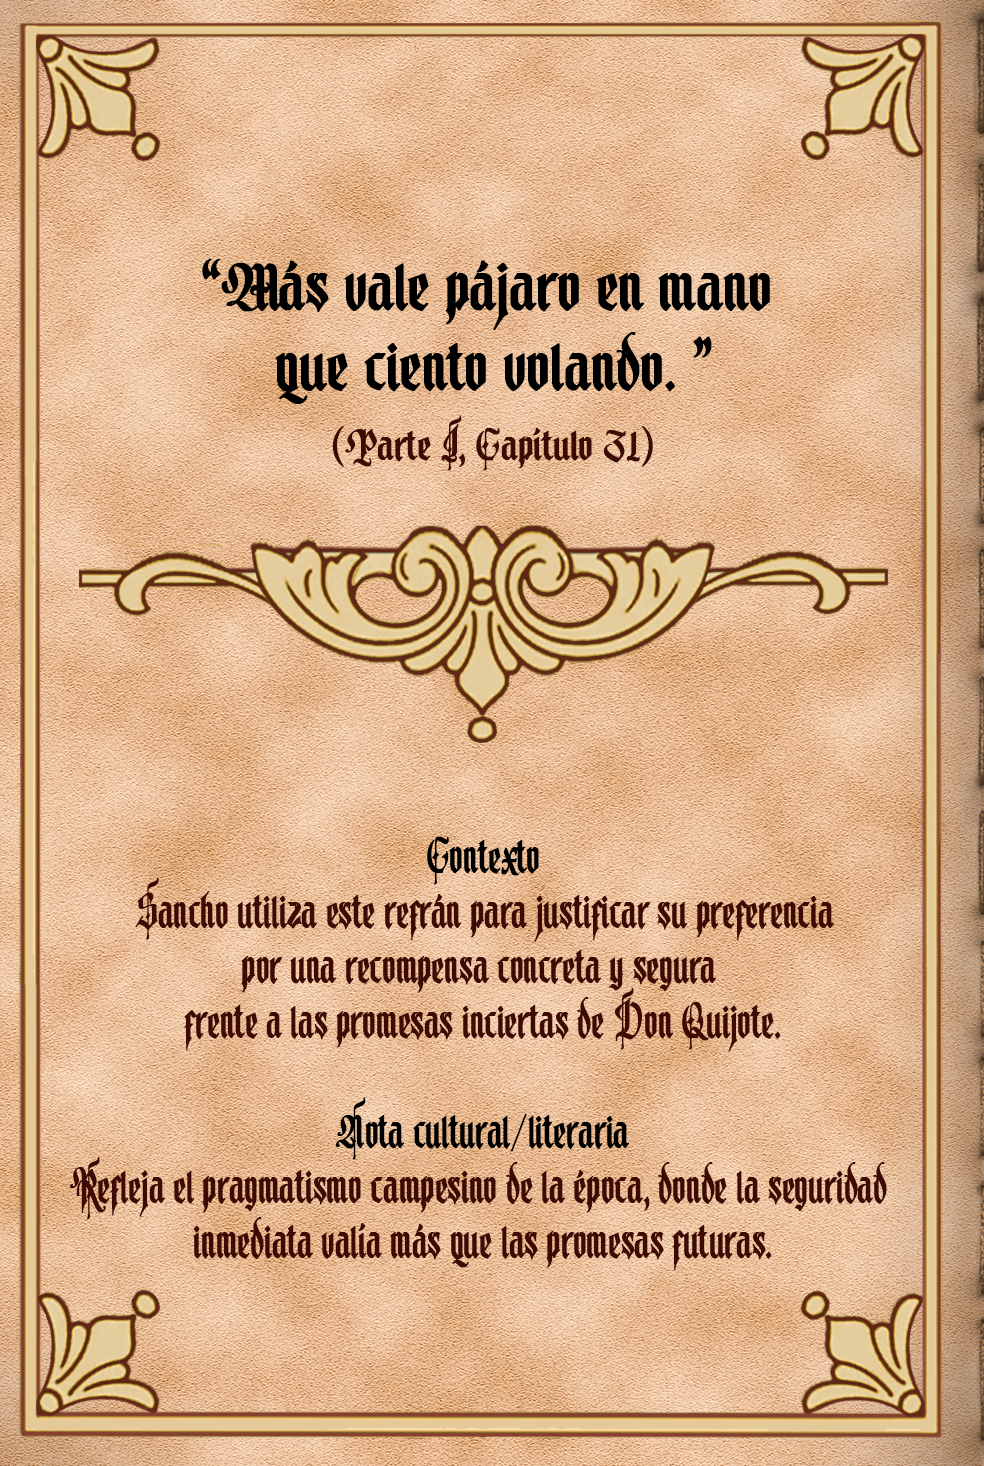 “Más vale pájaro en mano
que ciento volando. ”
(Parte I, Capítulo 31)
Contexto
Sancho utiliza este refrán para justificar su preferencia
por una recompensa concreta y segura
frente a las promesas inciertas de Don Quijote.
Nota cultural/literaria
Refleja el pragmatismo campesino de la época, donde la seguridad
inmediata valía más que las promesas futuras.